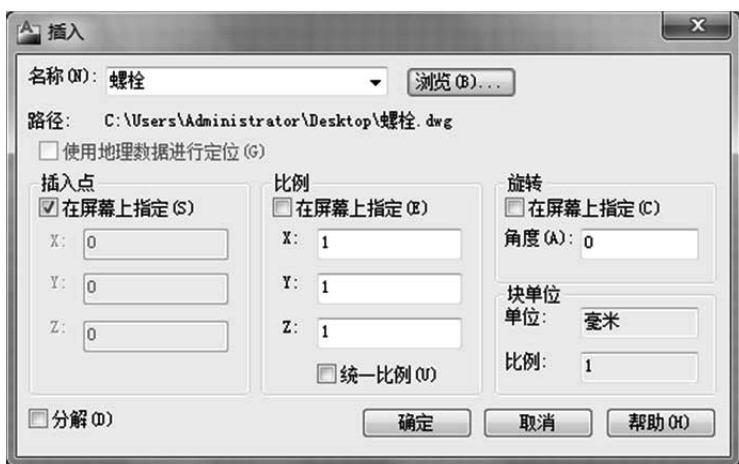 插入
名称(N): 螺栓 浏览(B)...
路径: C:\Users\Administrator\Desktop\螺栓.dwg
使用地理数据进行定位(G)
插入点
在屏幕上指定(S)
X: 0
Y: 0
Z: 0
比例
在屏幕上指定(E)
X: 1
Y: 1
Z: 1
统一比例(U)
旋转
在屏幕上指定(C)
角度(A): 0
块单位
单位: 毫米
比例: 1
分解(D)
确定 取消 帮助(H)